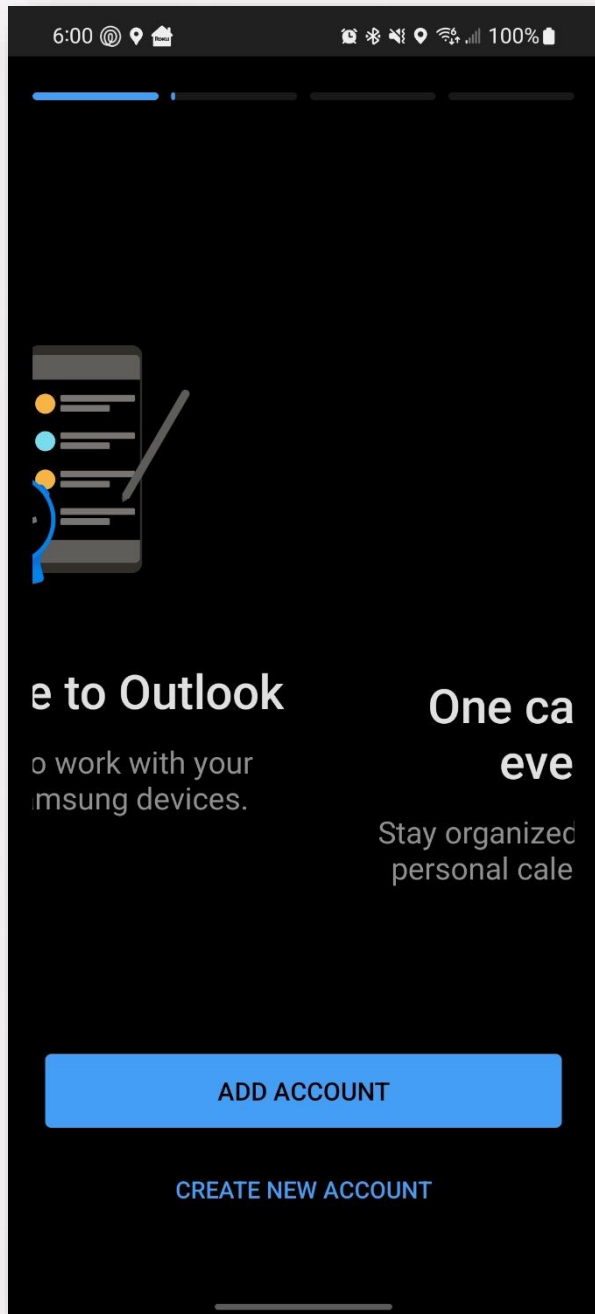 6:00 100%
e to Outlook
o work with your
msung devices.
One ca
eve
Stay organized
personal cale
ADD ACCOUNT
CREATE NEW ACCOUNT